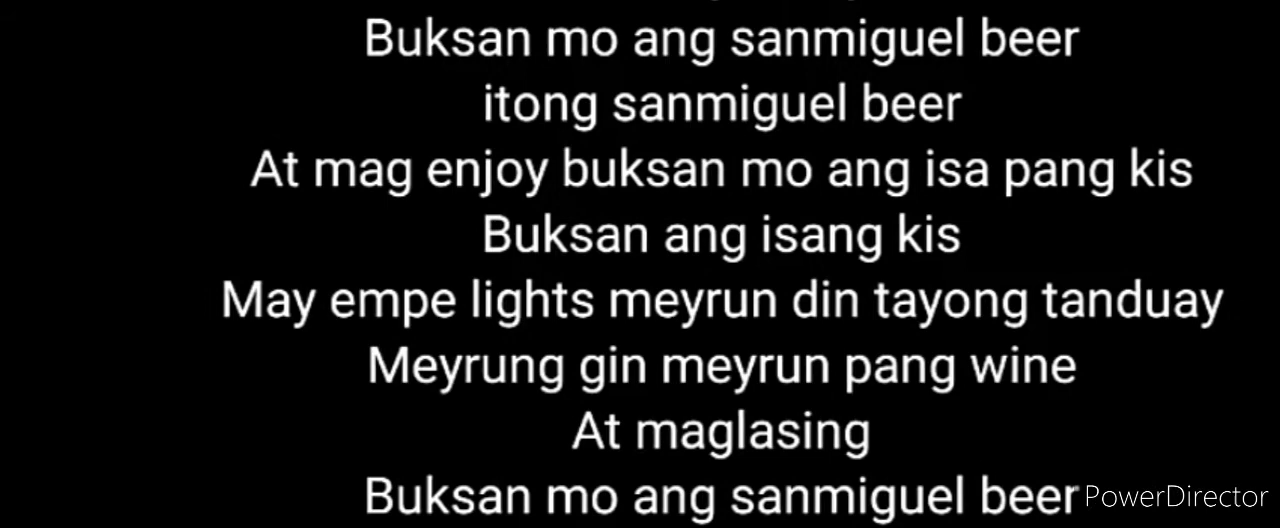 Buksan mo ang sanmiguel beer
itong sanmiguel beer
At mag enjoy buksan mo ang isa pang kis
Buksan ang isang kis
May empe lights meyrun din tayong tanduay
Meyrung gin meyrun pang wine
At maglasing
Buksan mo ang sanmiguel beer
PowerDirector